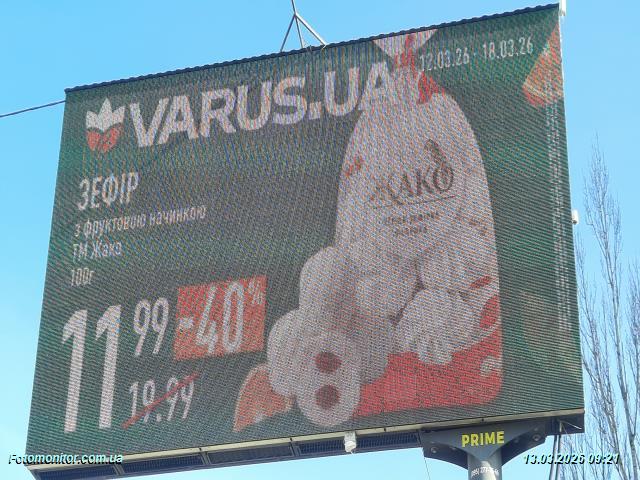 12.03.26 - 18.03.26
VARUS.UA
ЗЕФІР
з фруктовою начинкою
ТМ Жако
100г
ЖАКО
11 99
-40%
19.99
PRIME
Fotomonitor.com.ua
13.03.2026 09:21